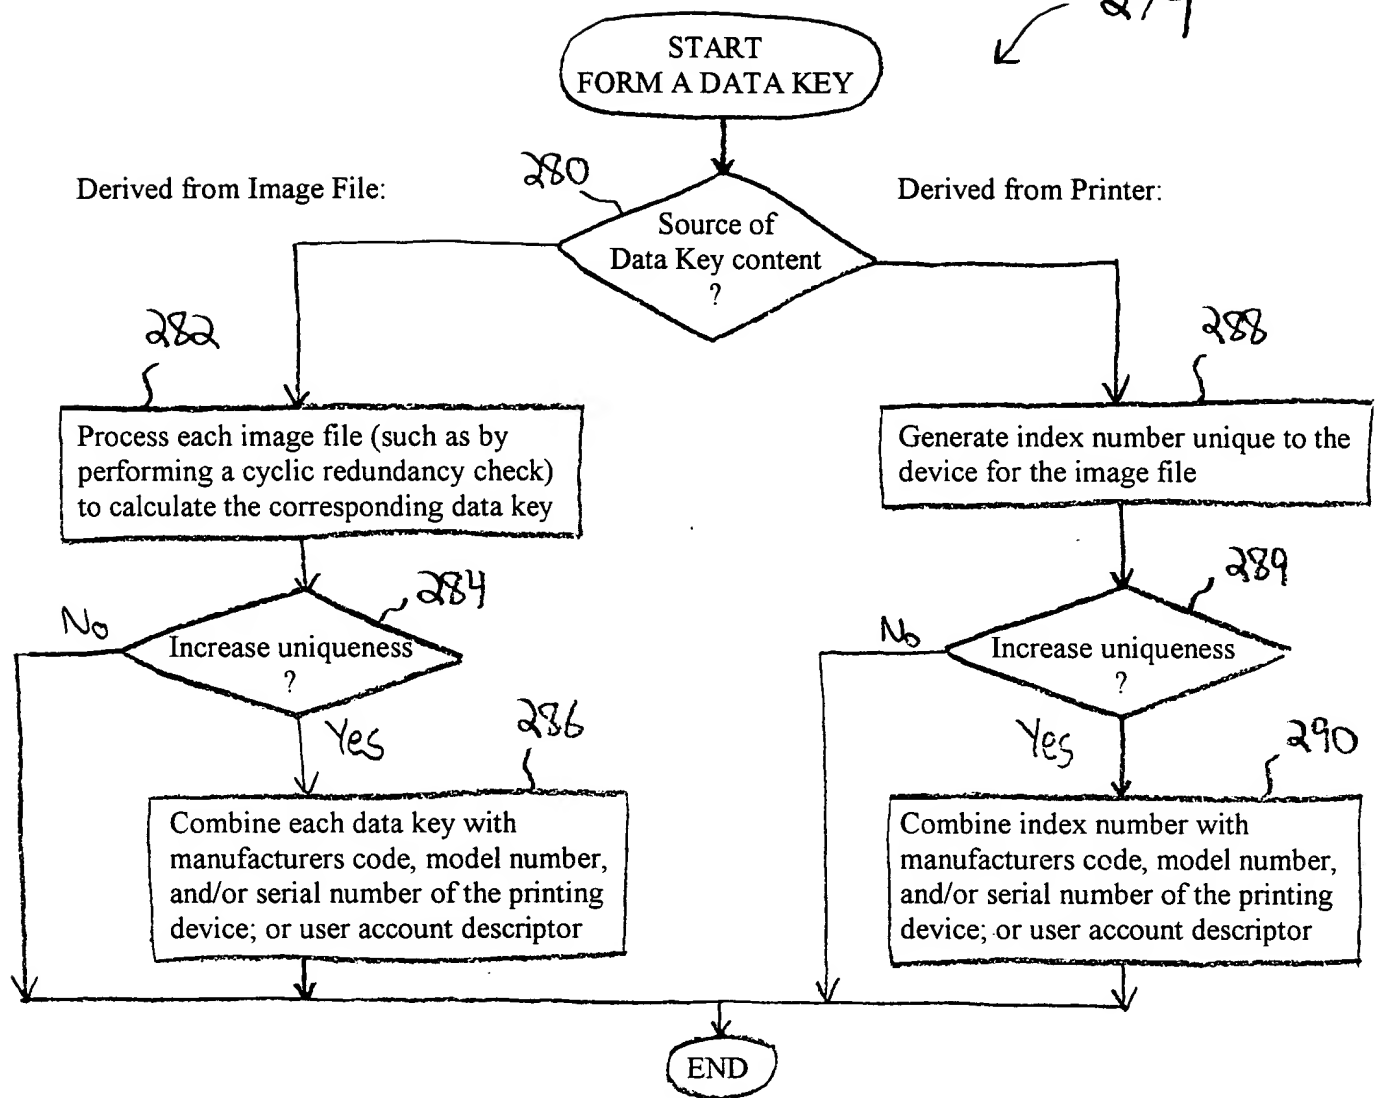 START
FORM A DATA KEY
280
Derived from Image File:
Derived from Printer:
Source of
Data Key content
?
282
288
Process each image file (such as by
performing a cyclic redundancy check)
to calculate the corresponding data key
Generate index number unique to the
device for the image file
284
289
No
Increase uniqueness
?
No
Increase uniqueness
?
Yes
286
Yes
290
Combine each data key with
manufacturers code, model number,
and/or serial number of the printing
device; or user account descriptor
Combine index number with
manufacturers code, model number,
and/or serial number of the printing
device; or user account descriptor
END